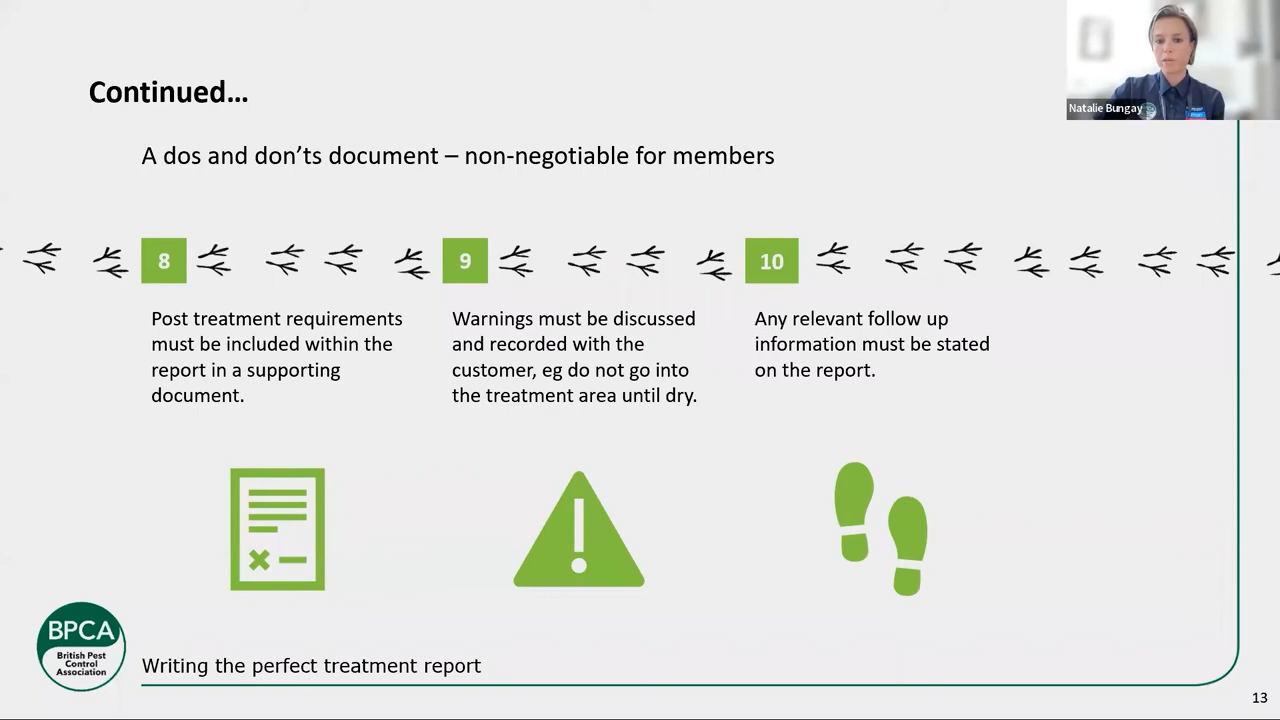 Natalie Bungay
Continued…
A dos and don'ts document – non-negotiable for members
8
9
10
Post treatment requirements
must be included within the
report in a supporting
document.
Warnings must be discussed
and recorded with the
customer, eg do not go into
the treatment area until dry.
Any relevant follow up
information must be stated
on the report.
BPCA
British Pest
Control
Association
Writing the perfect treatment report
13